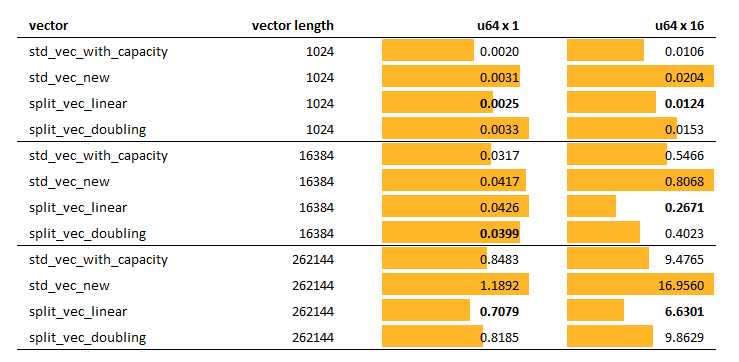 vector vector length u64 x 1 u64 x 16
std_vec_with_capacity 1024 0.0020 0.0106
std_vec_new 1024 0.0031 0.0204
split_vec_linear 1024 0.0025 0.0124
split_vec_doubling 1024 0.0033 0.0153
std_vec_with_capacity 16384 0.0317 0.5466
std_vec_new 16384 0.0417 0.8068
split_vec_linear 16384 0.0426 0.2671
split_vec_doubling 16384 0.0399 0.4023
std_vec_with_capacity 262144 0.8483 9.4765
std_vec_new 262144 1.1892 16.9560
split_vec_linear 262144 0.7079 6.6301
split_vec_doubling 262144 0.8185 9.8629